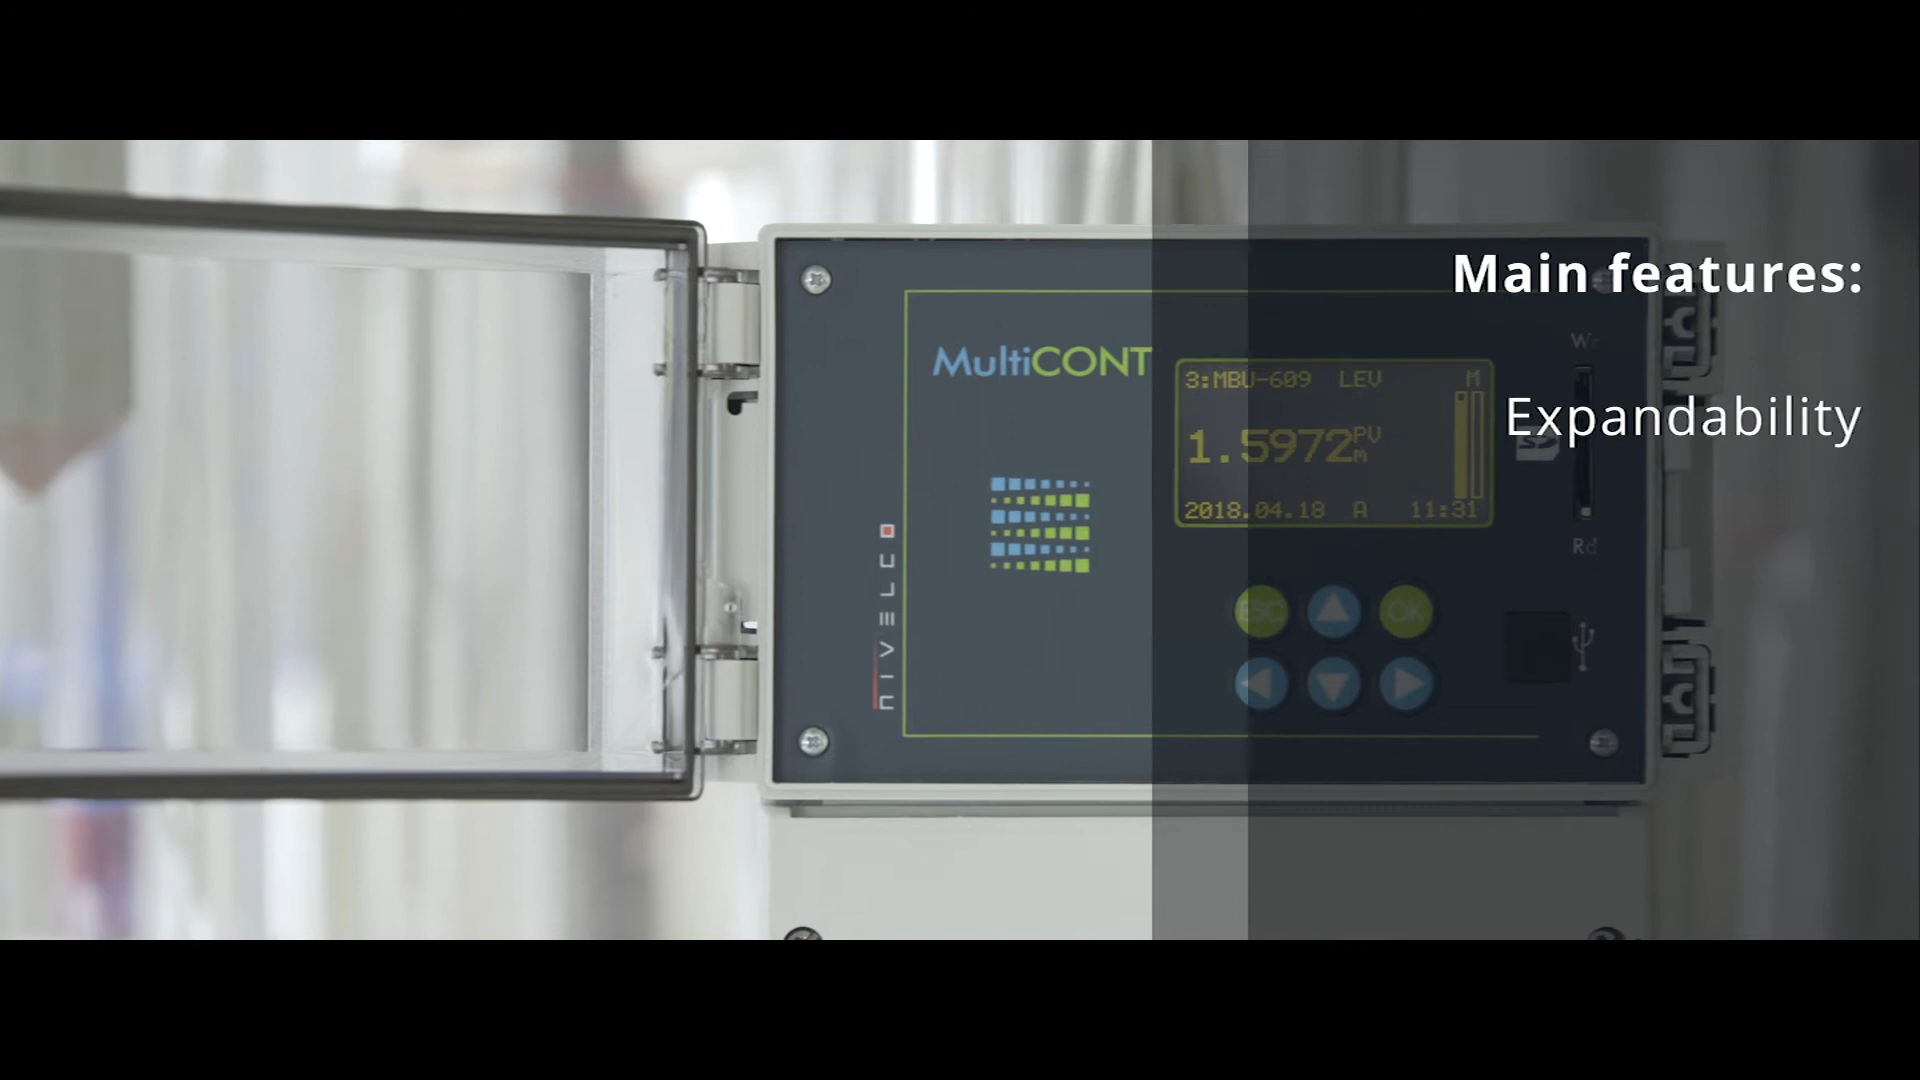 Main features:
Expandability
MultiCONT
3:MBU-609 LEV M
1.5972 PV M
2018.04.18 A 11:31
NIVELCO
ESC
OK
Rd